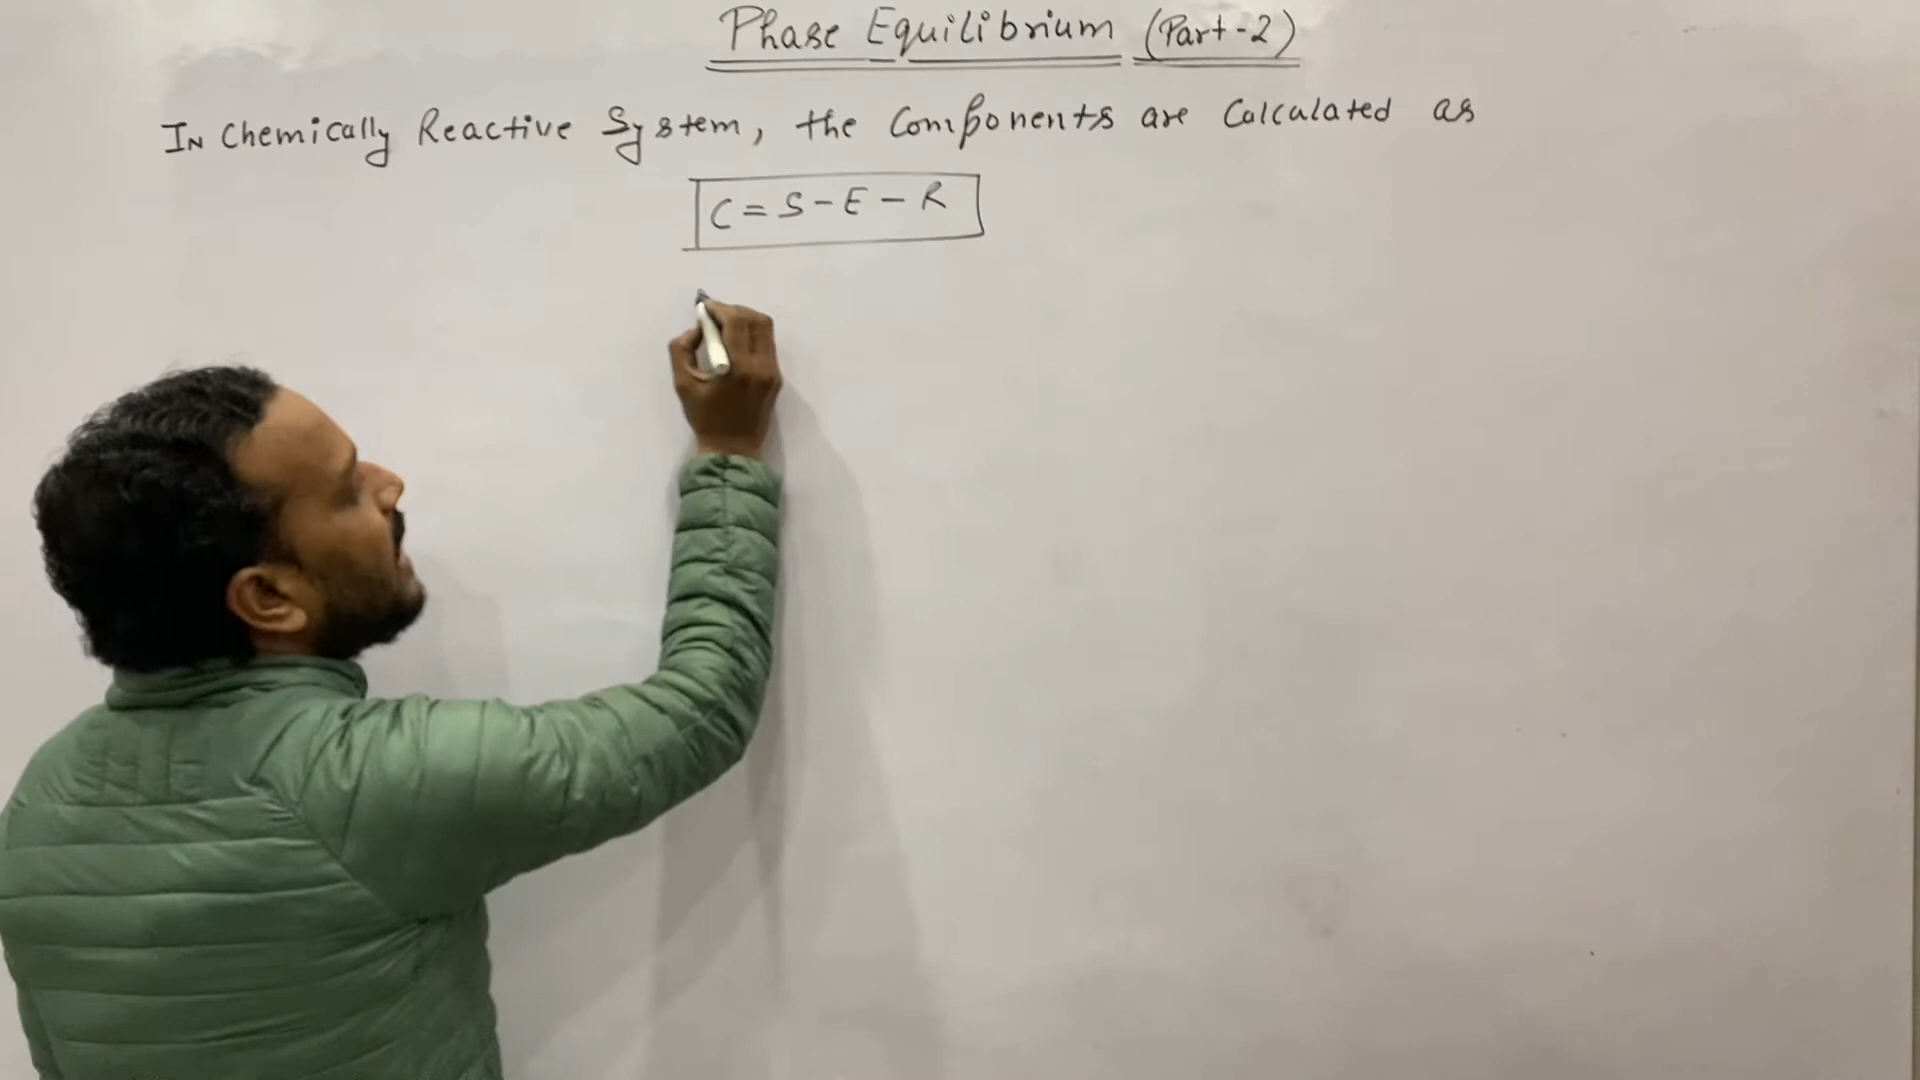 Phase Equilibrium (Part-2)
In Chemically Reactive System, the Components are Calculated as
C = S - E - R